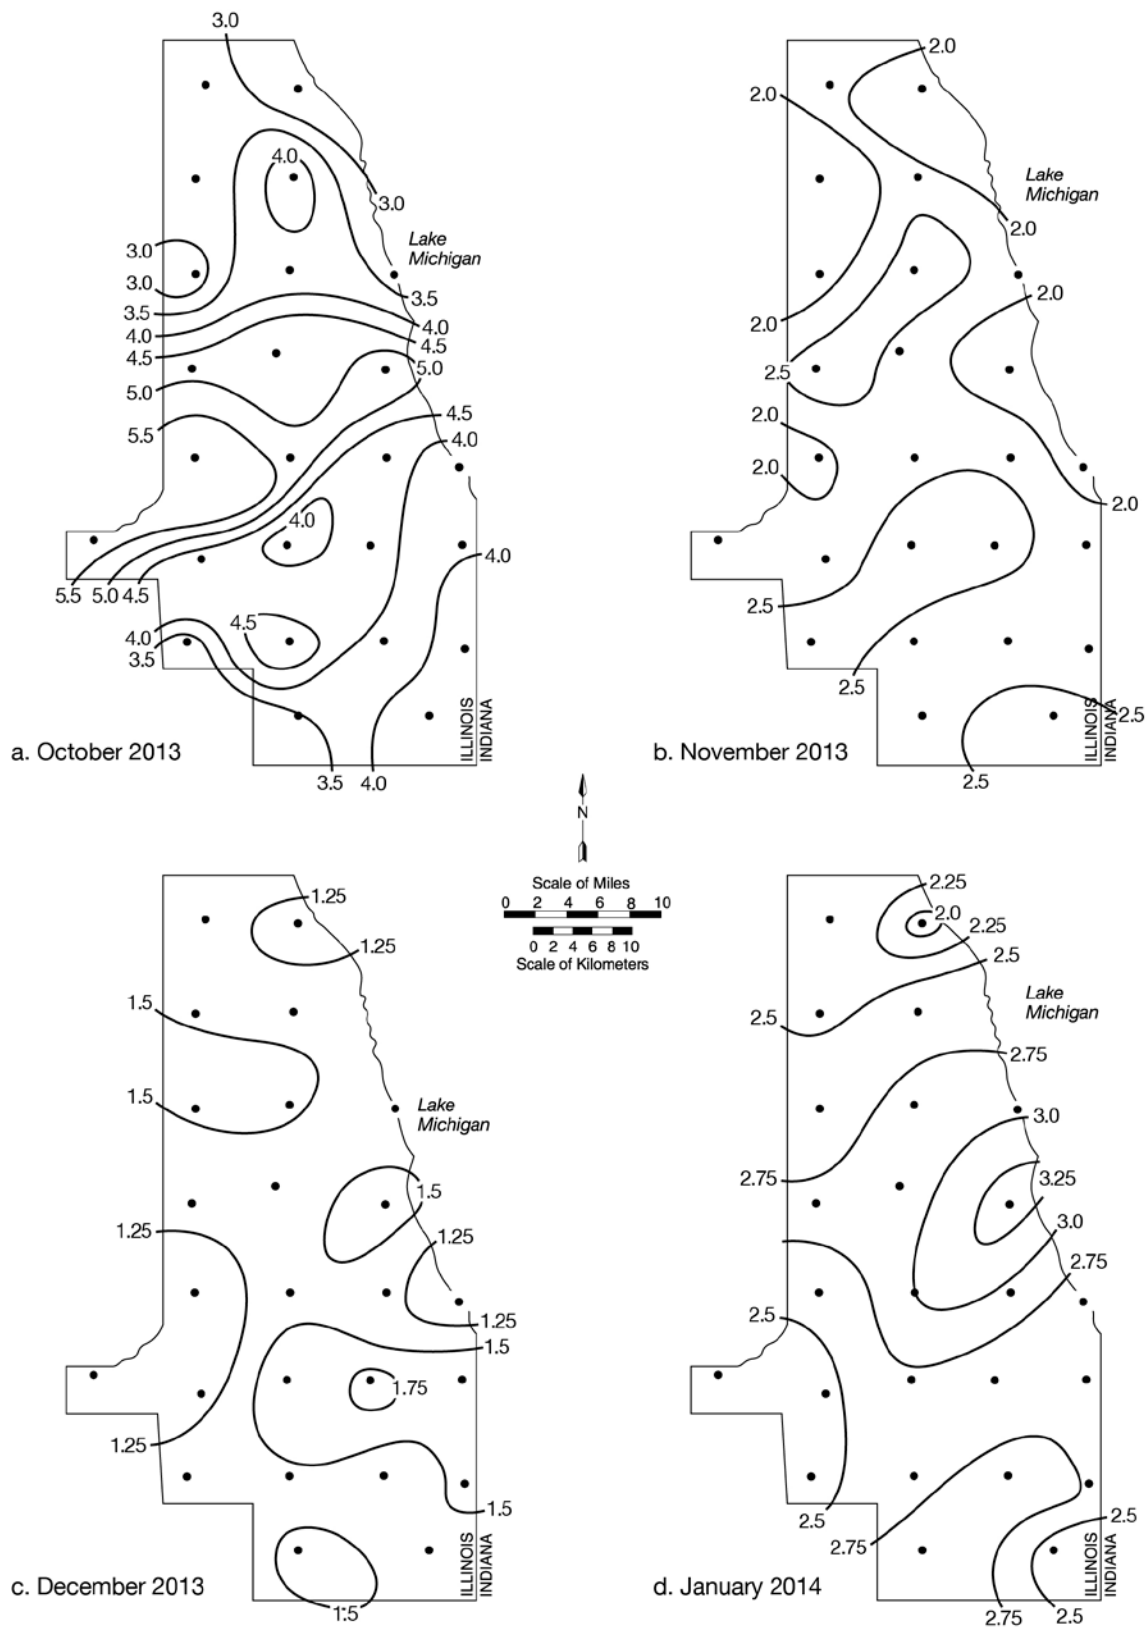 3.0
4.0
3.0
3.0
Lake
Michigan
3.0
3.5
3.5
4.0
4.0
4.5
4.5
5.0
5.0
4.5
5.5
4.0
4.0
4.0
5.5 5.0 4.5
4.5
4.0
3.5
ILLINOIS
INDIANA
a. October 2013
3.5 4.0
2.0
2.0
Lake
Michigan
2.0
2.0
2.0
2.5
2.0
2.0
2.0
2.5
2.5
2.5
ILLINOIS
INDIANA
b. November 2013
2.5
N
Scale of Miles
0 2 4 6 8 10
0 2 4 6 8 10
Scale of Kilometers
1.25
1.25
1.5
1.5
Lake
Michigan
1.5
1.25
1.25
1.25
1.5
1.75
1.25
1.5
ILLINOIS
INDIANA
c. December 2013
1.5
2.25
2.0
2.25
2.5
Lake
Michigan
2.5
2.75
3.0
2.75
3.25
3.0
2.75
2.5
2.5
2.5
2.75
ILLINOIS
INDIANA
d. January 2014
2.75
2.5